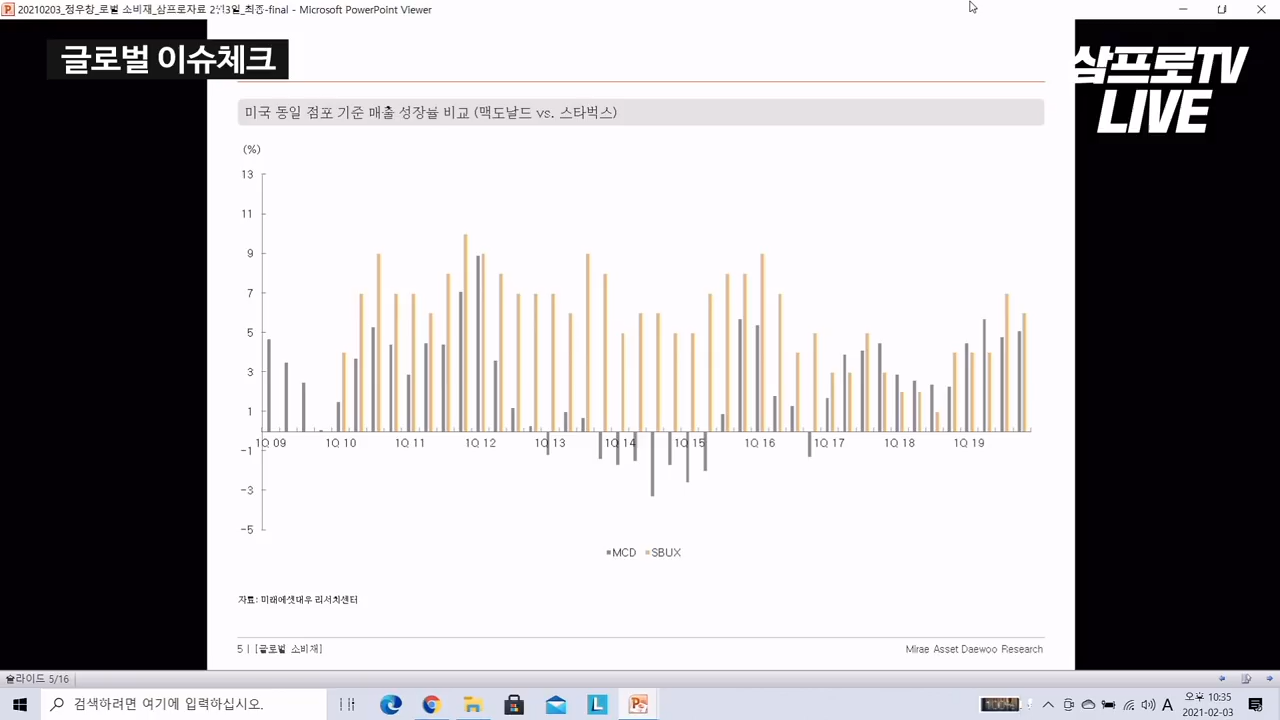 20210203_정우창_로벌 소비재_삼프로자료 2월3일_최종-final - Microsoft PowerPoint Viewer
글로벌 이슈체크
삼프로TV
LIVE
미국 동일 점포 기준 매출 성장률 비교 (맥도날드 vs. 스타벅스)
(%)
13
11
9
7
5
3
1
-1
-3
-5
1Q 09 1Q 10 1Q 11 1Q 12 1Q 13 1Q 14 1Q 15 1Q 16 1Q 17 1Q 18 1Q 19
MCD SBUX
자료: 미래에셋대우 리서치센터
5 | [글로벌 소비재]
Mirae Asset Daewoo Research
슬라이드 5/16
검색하려면 여기에 입력하십시오.
100%
A
오후 10:35
2021-02-03